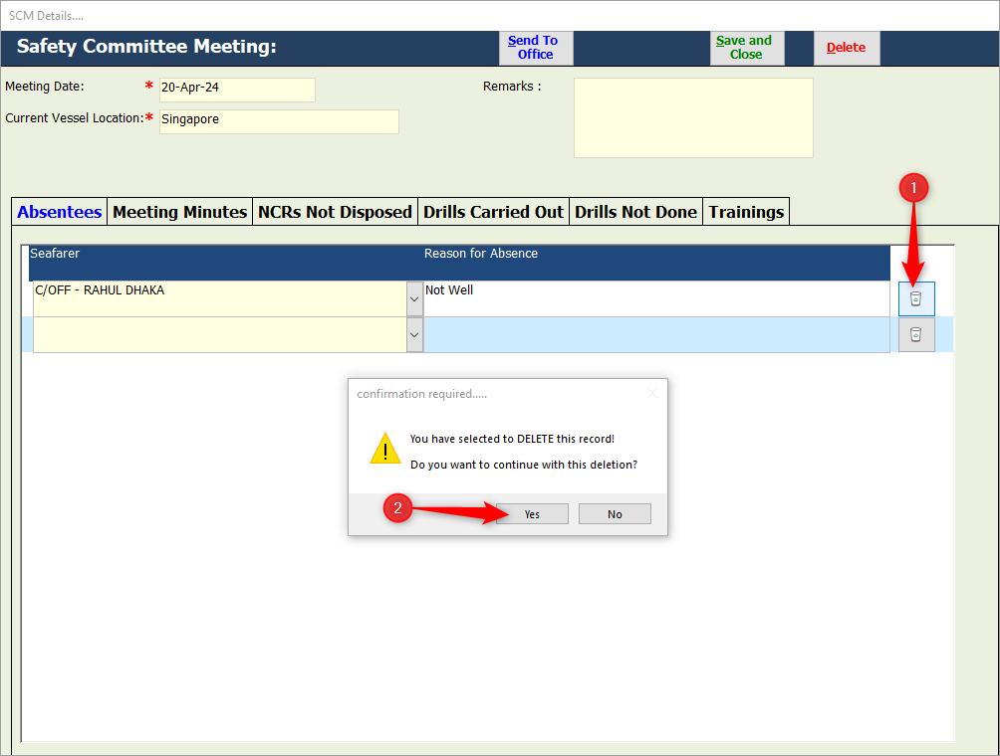 SCM Details....
Safety Committee Meeting:
Send To
Office
Save and
Close
Delete
Meeting Date: * 20-Apr-24
Remarks :
Current Vessel Location:* Singapore
1
Absentees Meeting Minutes NCRs Not Disposed Drills Carried Out Drills Not Done Trainings
Seafarer Reason for Absence
C/OFF - RAHUL DHAKA Not Well
confirmation required.....
You have selected to DELETE this record!
Do you want to continue with this deletion?
2
Yes No